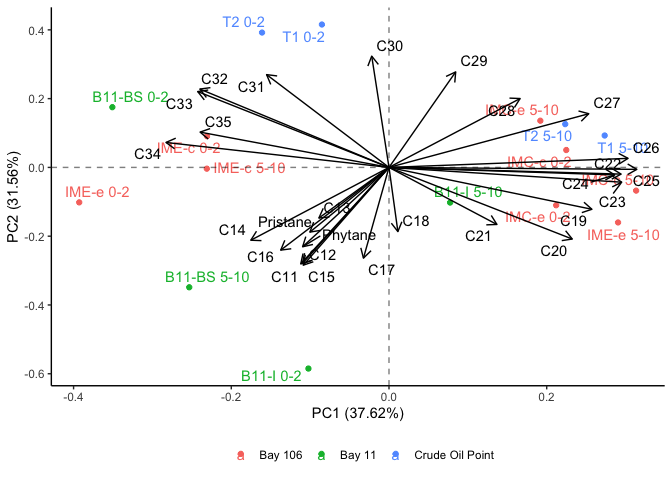 T2 0-2
T1 0-2
C30
C29
C32
C31
B11-BS 0-2
C33
C27
IME-e 5-10
C28
C35
T2 5-10
C34
IME-c 0-2
IME-c 5-10
IMC-c 0-2
C26
C22
C24
C25
IME-e 0-2
B11-I 5-10
C13
Pristane
C18
IMC-e 0-2
C23
C19
C14
Phytane
C21
IME-e 5-10
C16
C12
C20
C17
B11-BS 5-10
C11
C15
B11-I 0-2
0.4
0.2
0.0
-0.2
-0.4
-0.6
PC2 (31.56%)
-0.4
-0.2
0.0
0.2
PC1 (37.62%)
a Bay 106
a Bay 11
a Crude Oil Point